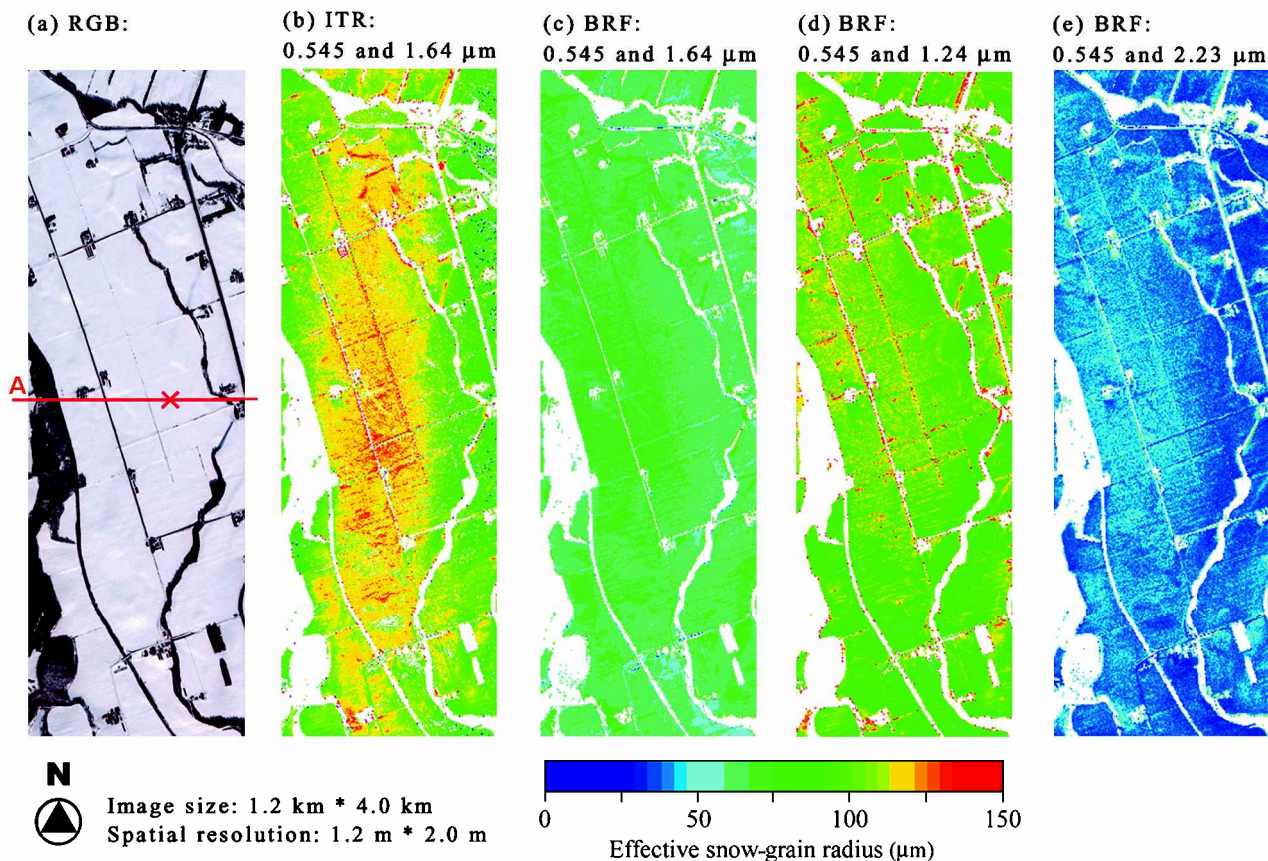 (a) RGB:
(b) ITR:
0.545 and 1.64 μm
(c) BRF:
0.545 and 1.64 μm
(d) BRF:
0.545 and 1.24 μm
(e) BRF:
0.545 and 2.23 μm
A
N
Image size: 1.2 km * 4.0 km
Spatial resolution: 1.2 m * 2.0 m
0 50 100 150
Effective snow-grain radius (μm)